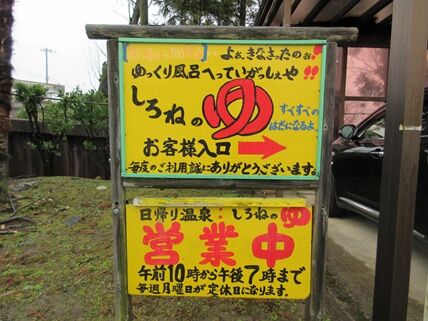 よぉ、きなさったのぉ!
ゆっくり風呂へっていがっしぇや!!
しろねの ゆ
すべすべの
はだになるよ。
お客様入口→
毎度のご利用誠にありがとうございます。
日帰り温泉・しろねのゆ
営業中
午前10時から午後7時まで
毎週月曜日が定休日になります。